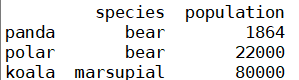 species population
panda bear 1864
polar bear 22000
koala marsupial 80000